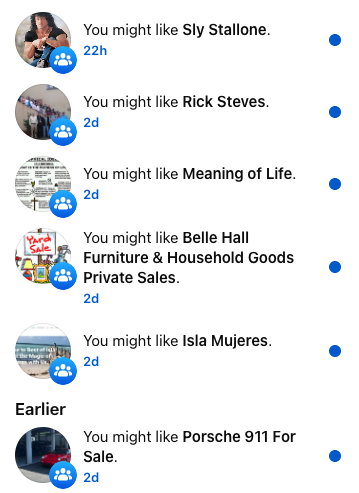 You might like Sly Stallone.
22h
You might like Rick Steves.
2d
You might like Meaning of Life.
2d
Yard
Sale
You might like Belle Hall
Furniture & Household Goods
Private Sales.
2d
You might like Isla Mujeres.
2d
Earlier
You might like Porsche 911 For
Sale.
2d